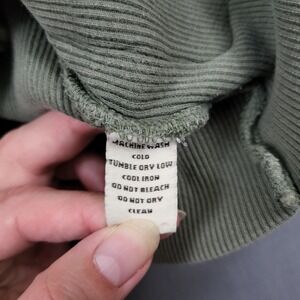 MACHINE WASH
COLD
TUMBLE DRY LOW
COOL IRON
DO NOT BLEACH
DO NOT DRY
CLEAN